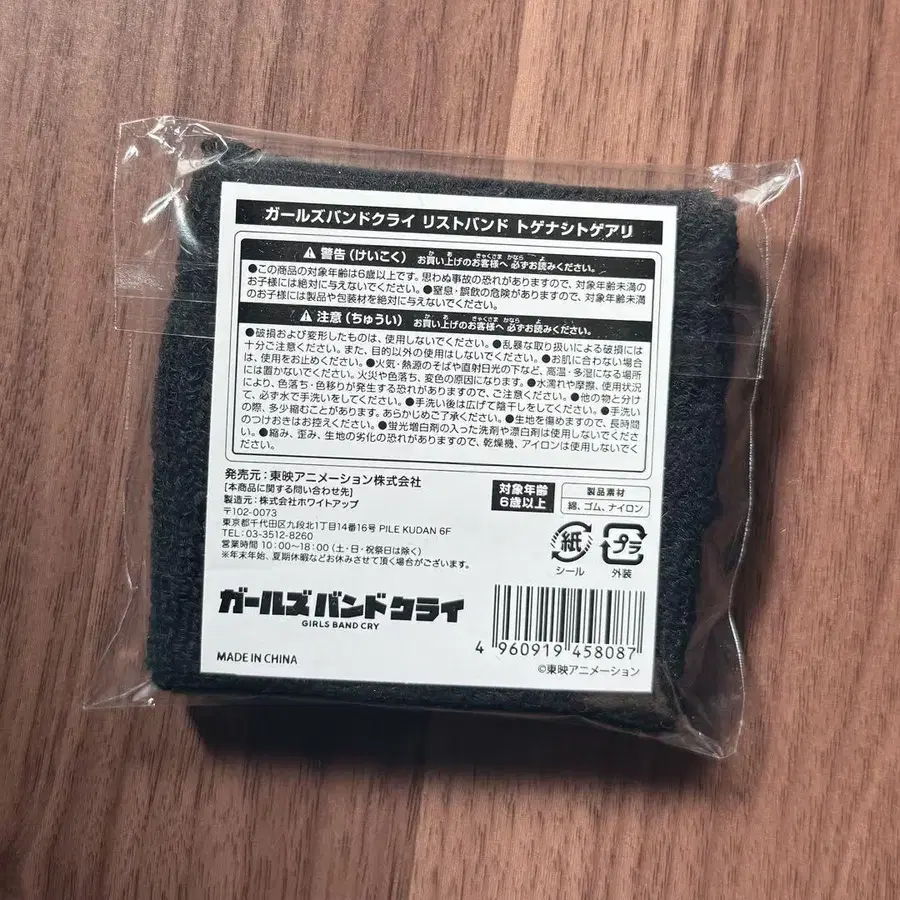 ガールズバンドクライ リストバンド トゲナシトゲアリ
⚠ 警告（けいこく） お買い上げのお客様へ 必ずお読みください。
●この商品の対象年齢は6歳以上です。思わぬ事故の恐れがありますので、対象年齢未満の
お子様には絶対に与えないでください。●窒息・誤飲の危険がありますので、対象年齢未満
のお子様には製品や包装材を絶対に与えないでください。
⚠ 注意（ちゅうい） お買い上げのお客様へ 必ずお読みください。
●破損および変形したものは、使用しないでください。●乱暴な取り扱いによる破損には
十分ご注意ください。また、目的以外の使用はしないでください。●お肌に合わない場合
は、使用をお止めください。●火気・熱源のそばや直射日光の下など、高温・多湿になる場所
には置かないでください。火災や色落ち、変色の原因になります。●水濡れや摩擦、使用状況
により、色落ち・色移りが発生する恐れがありますので、ご注意ください。●他の物と分け
て、必ず水で手洗いをしてください。●手洗い後は広げて陰干しをしてください。●手洗い
の際、多少縮むことがあります。あらかじめご了承ください。●生地を傷めますので、長時間
のつけおきはお控えください。●蛍光増白剤の入った洗剤や漂白剤は使用しないでくださ
い。●縮み、歪み、生地の劣化の恐れがありますので、乾燥機、アイロンは使用しないでく
ださい。
発売元：東映アニメーション株式会社
[本商品に関する問い合わせ先]
製造元：株式会社ホワイトアップ
〒102-0073
東京都千代田区九段北1丁目14番16号 PILE KUDAN 6F
TEL：03-3512-8260
営業時間 10：00～18：00（土・日・祝祭日は除く）
※年末年始、夏期休暇などお休みさせて頂く場合がございます。
対象年齢
6歳以上
製品素材
綿、ゴム、ナイロン
紙
シール
プラ
外装
ガールズバンドクライ
GIRLS BAND CRY
MADE IN CHINA
4 960919 458087
©東映アニメーション